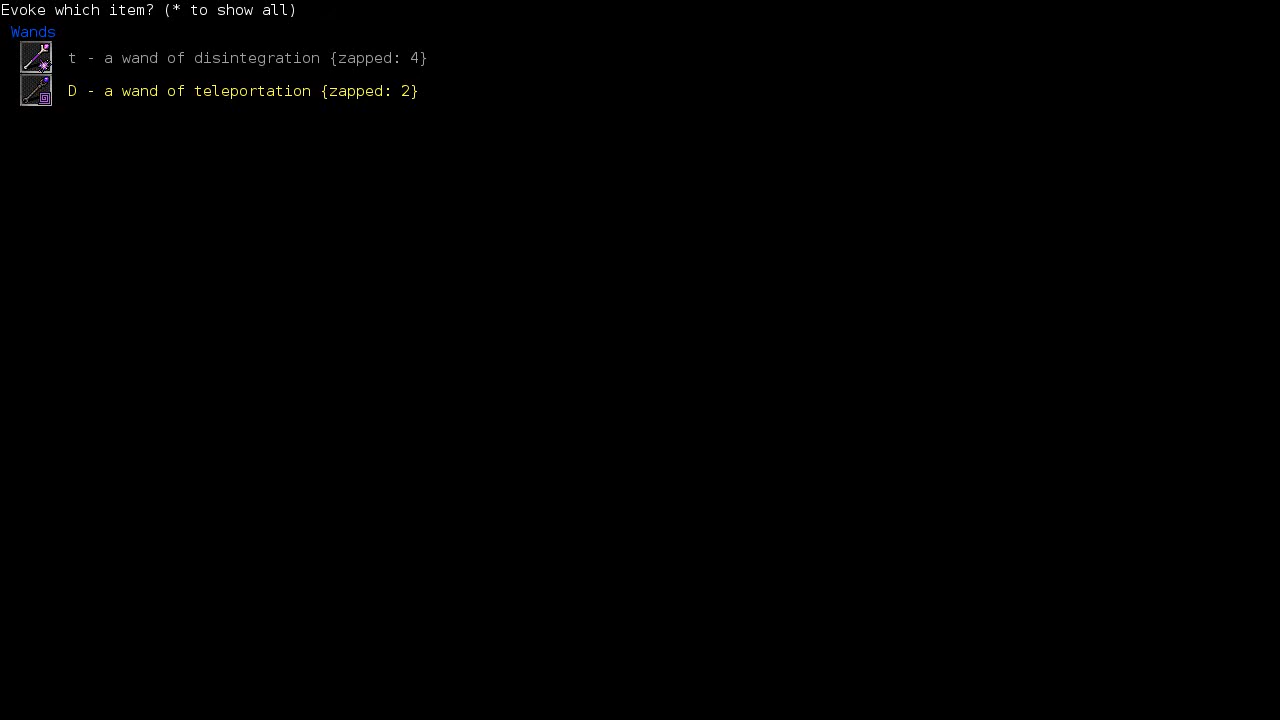 Evoke which item? (* to show all)
Wands
t - a wand of disintegration {zapped: 4}
D - a wand of teleportation {zapped: 2}